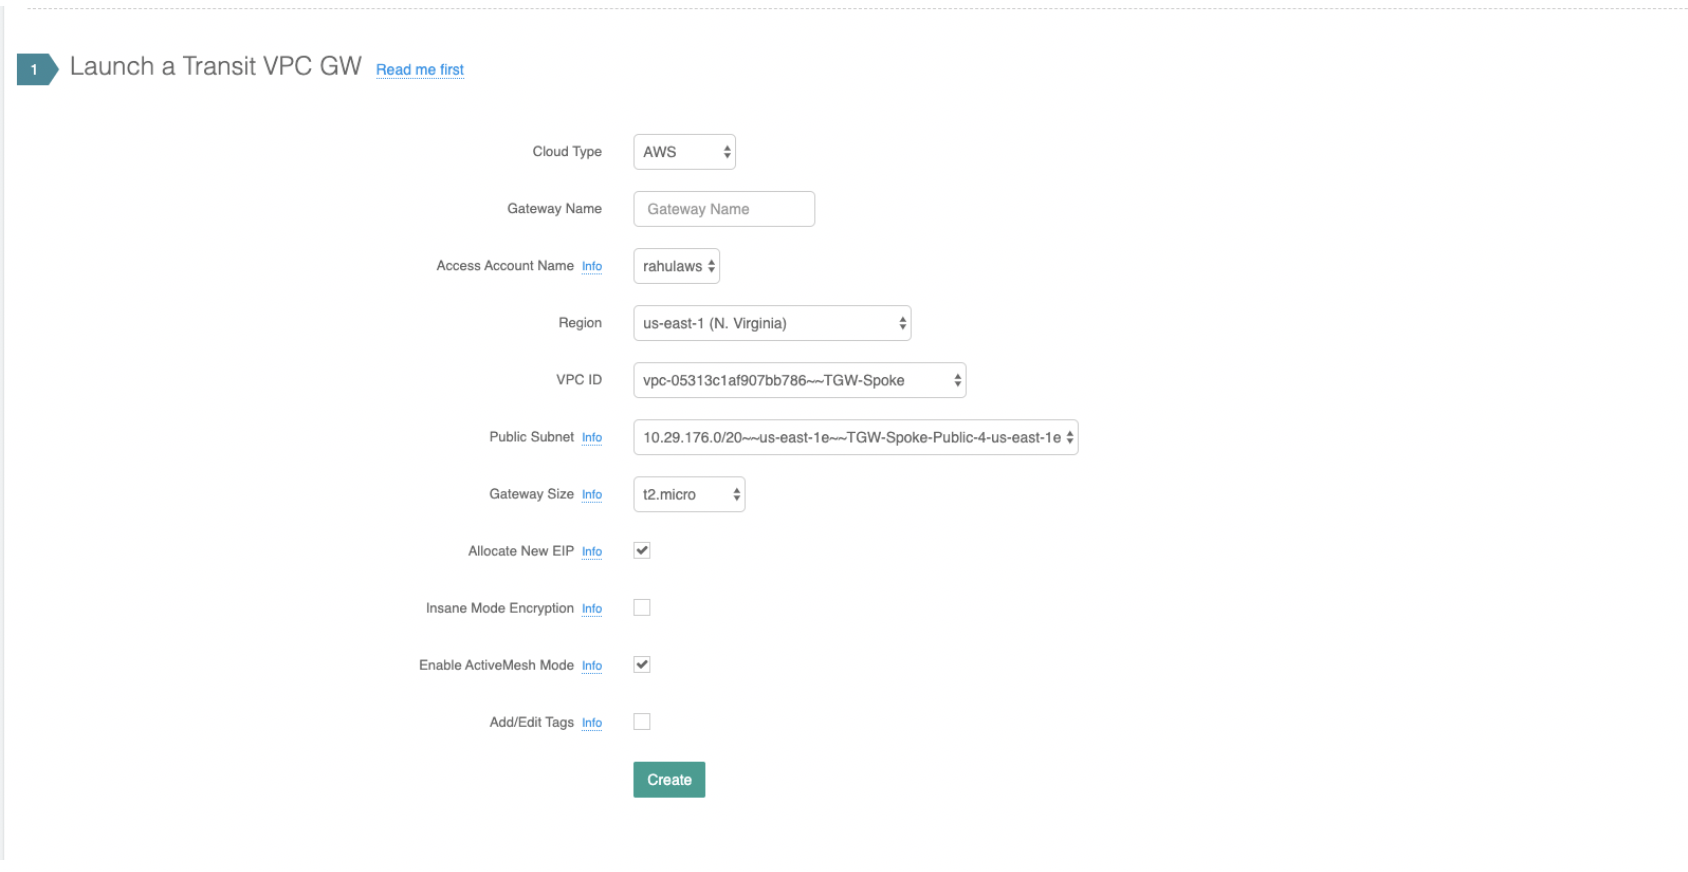 1 Launch a Transit VPC GW Read me first
Cloud Type AWS
Gateway Name Gateway Name
Access Account Name Info rahulaws
Region us-east-1 (N. Virginia)
VPC ID vpc-05313c1af907bb786~~TGW-Spoke
Public Subnet Info 10.29.176.0/20~~us-east-1e~~TGW-Spoke-Public-4-us-east-1e
Gateway Size Info t2.micro
Allocate New EIP Info
Insane Mode Encryption Info
Enable ActiveMesh Mode Info
Add/Edit Tags Info
Create